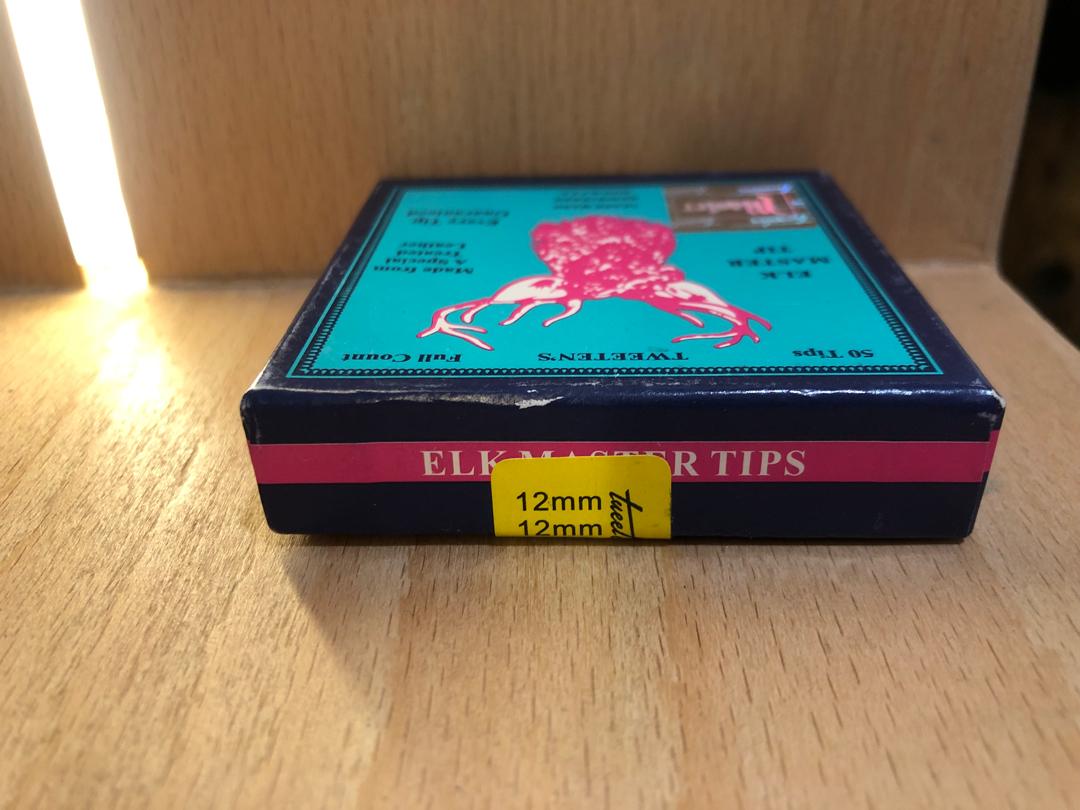 ELK MASTER TIPS
12mm
12mm
tweet
50 Tips
TWEETEN'S
Full Count
ELK
MASTER
TIP
Made from
A Special
Treated
Leather
Every Tip
Guaranteed